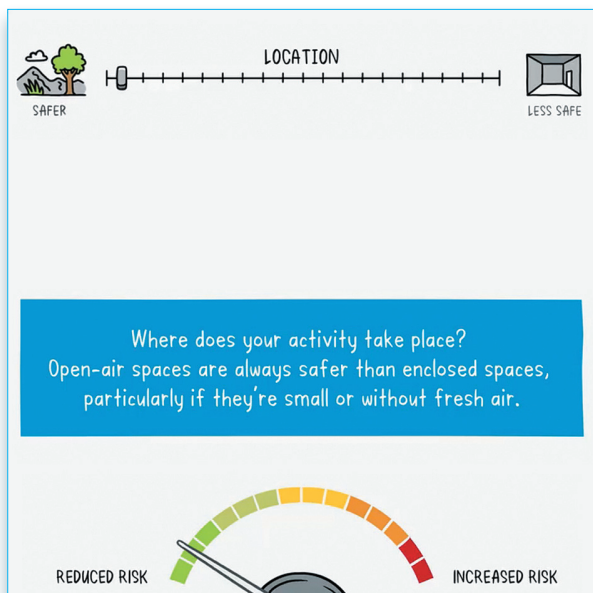 LOCATION
SAFER
LESS SAFE
Where does your activity take place?
Open-air spaces are always safer than enclosed spaces,
particularly if they're small or without fresh air.
REDUCED RISK
INCREASED RISK